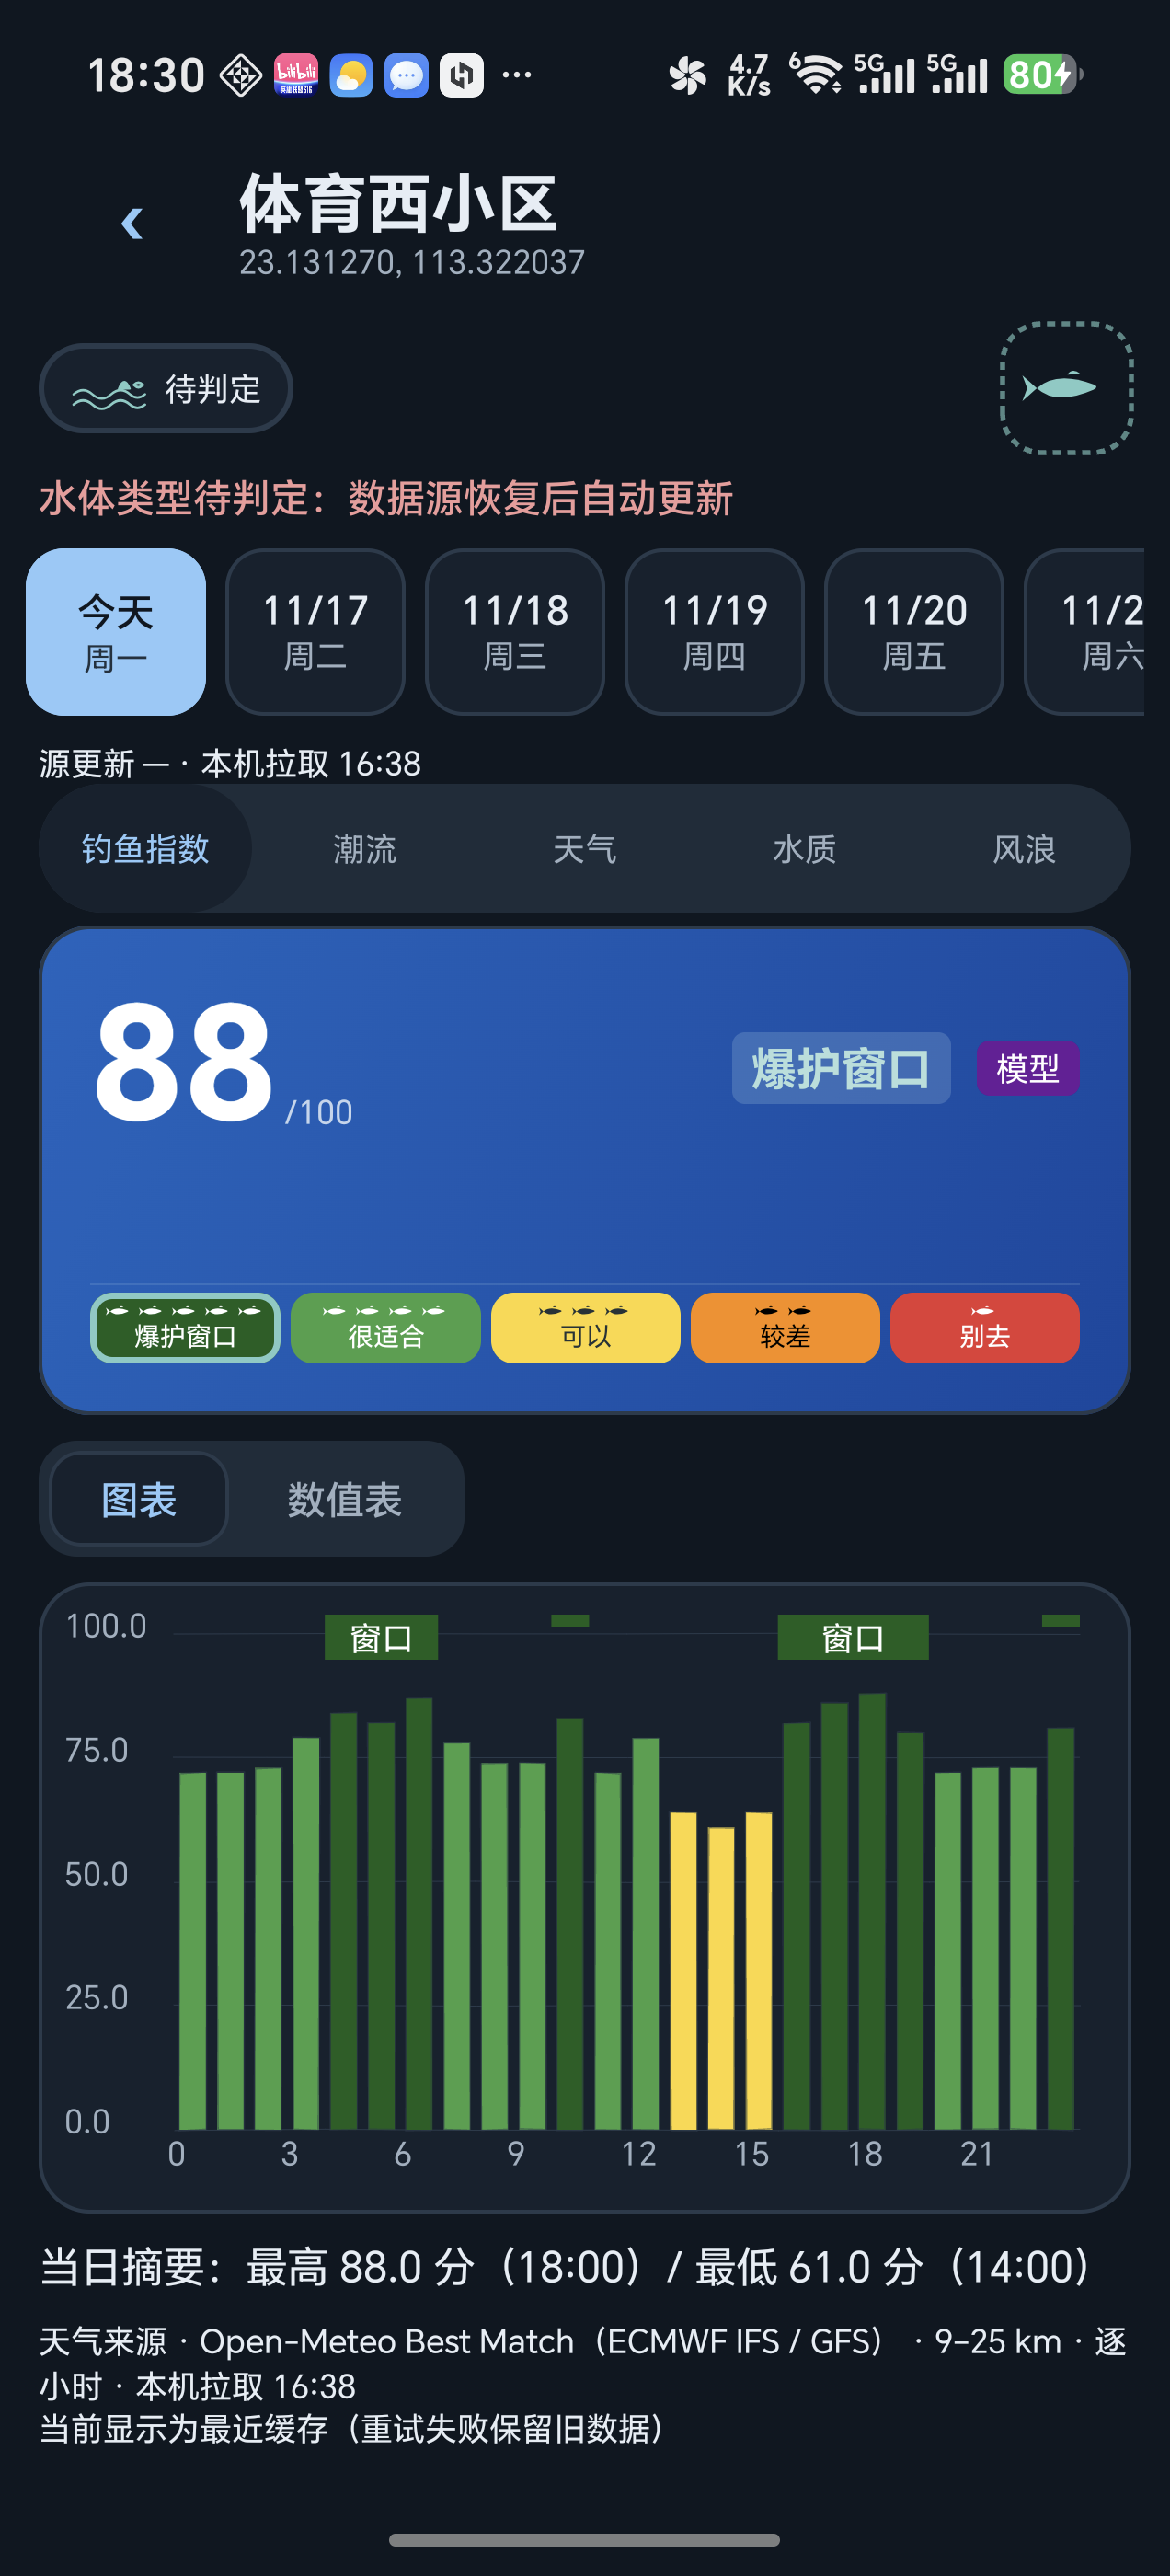 18:30 ··· 4.7 K/s 6 5G 5G 80
bilibili
体育西小区
23.131270, 113.322037
待判定
水体类型待判定：数据源恢复后自动更新
今天 11/17 11/18 11/19 11/20 11/2
周一 周二 周三 周四 周五 周六
源更新 — · 本机拉取 16:38
钓鱼指数 潮流 天气 水质 风浪
88/100 爆护窗口 模型
爆护窗口 很适合 可以 较差 别去
图表 数值表
100.0 窗口 窗口
75.0
50.0
25.0
0.0
0 3 6 9 12 15 18 21
当日摘要：最高 88.0 分（18:00）/ 最低 61.0 分（14:00）
天气来源 · Open-Meteo Best Match（ECMWF IFS / GFS） · 9–25 km · 逐
小时 · 本机拉取 16:38
当前显示为最近缓存（重试失败保留旧数据）